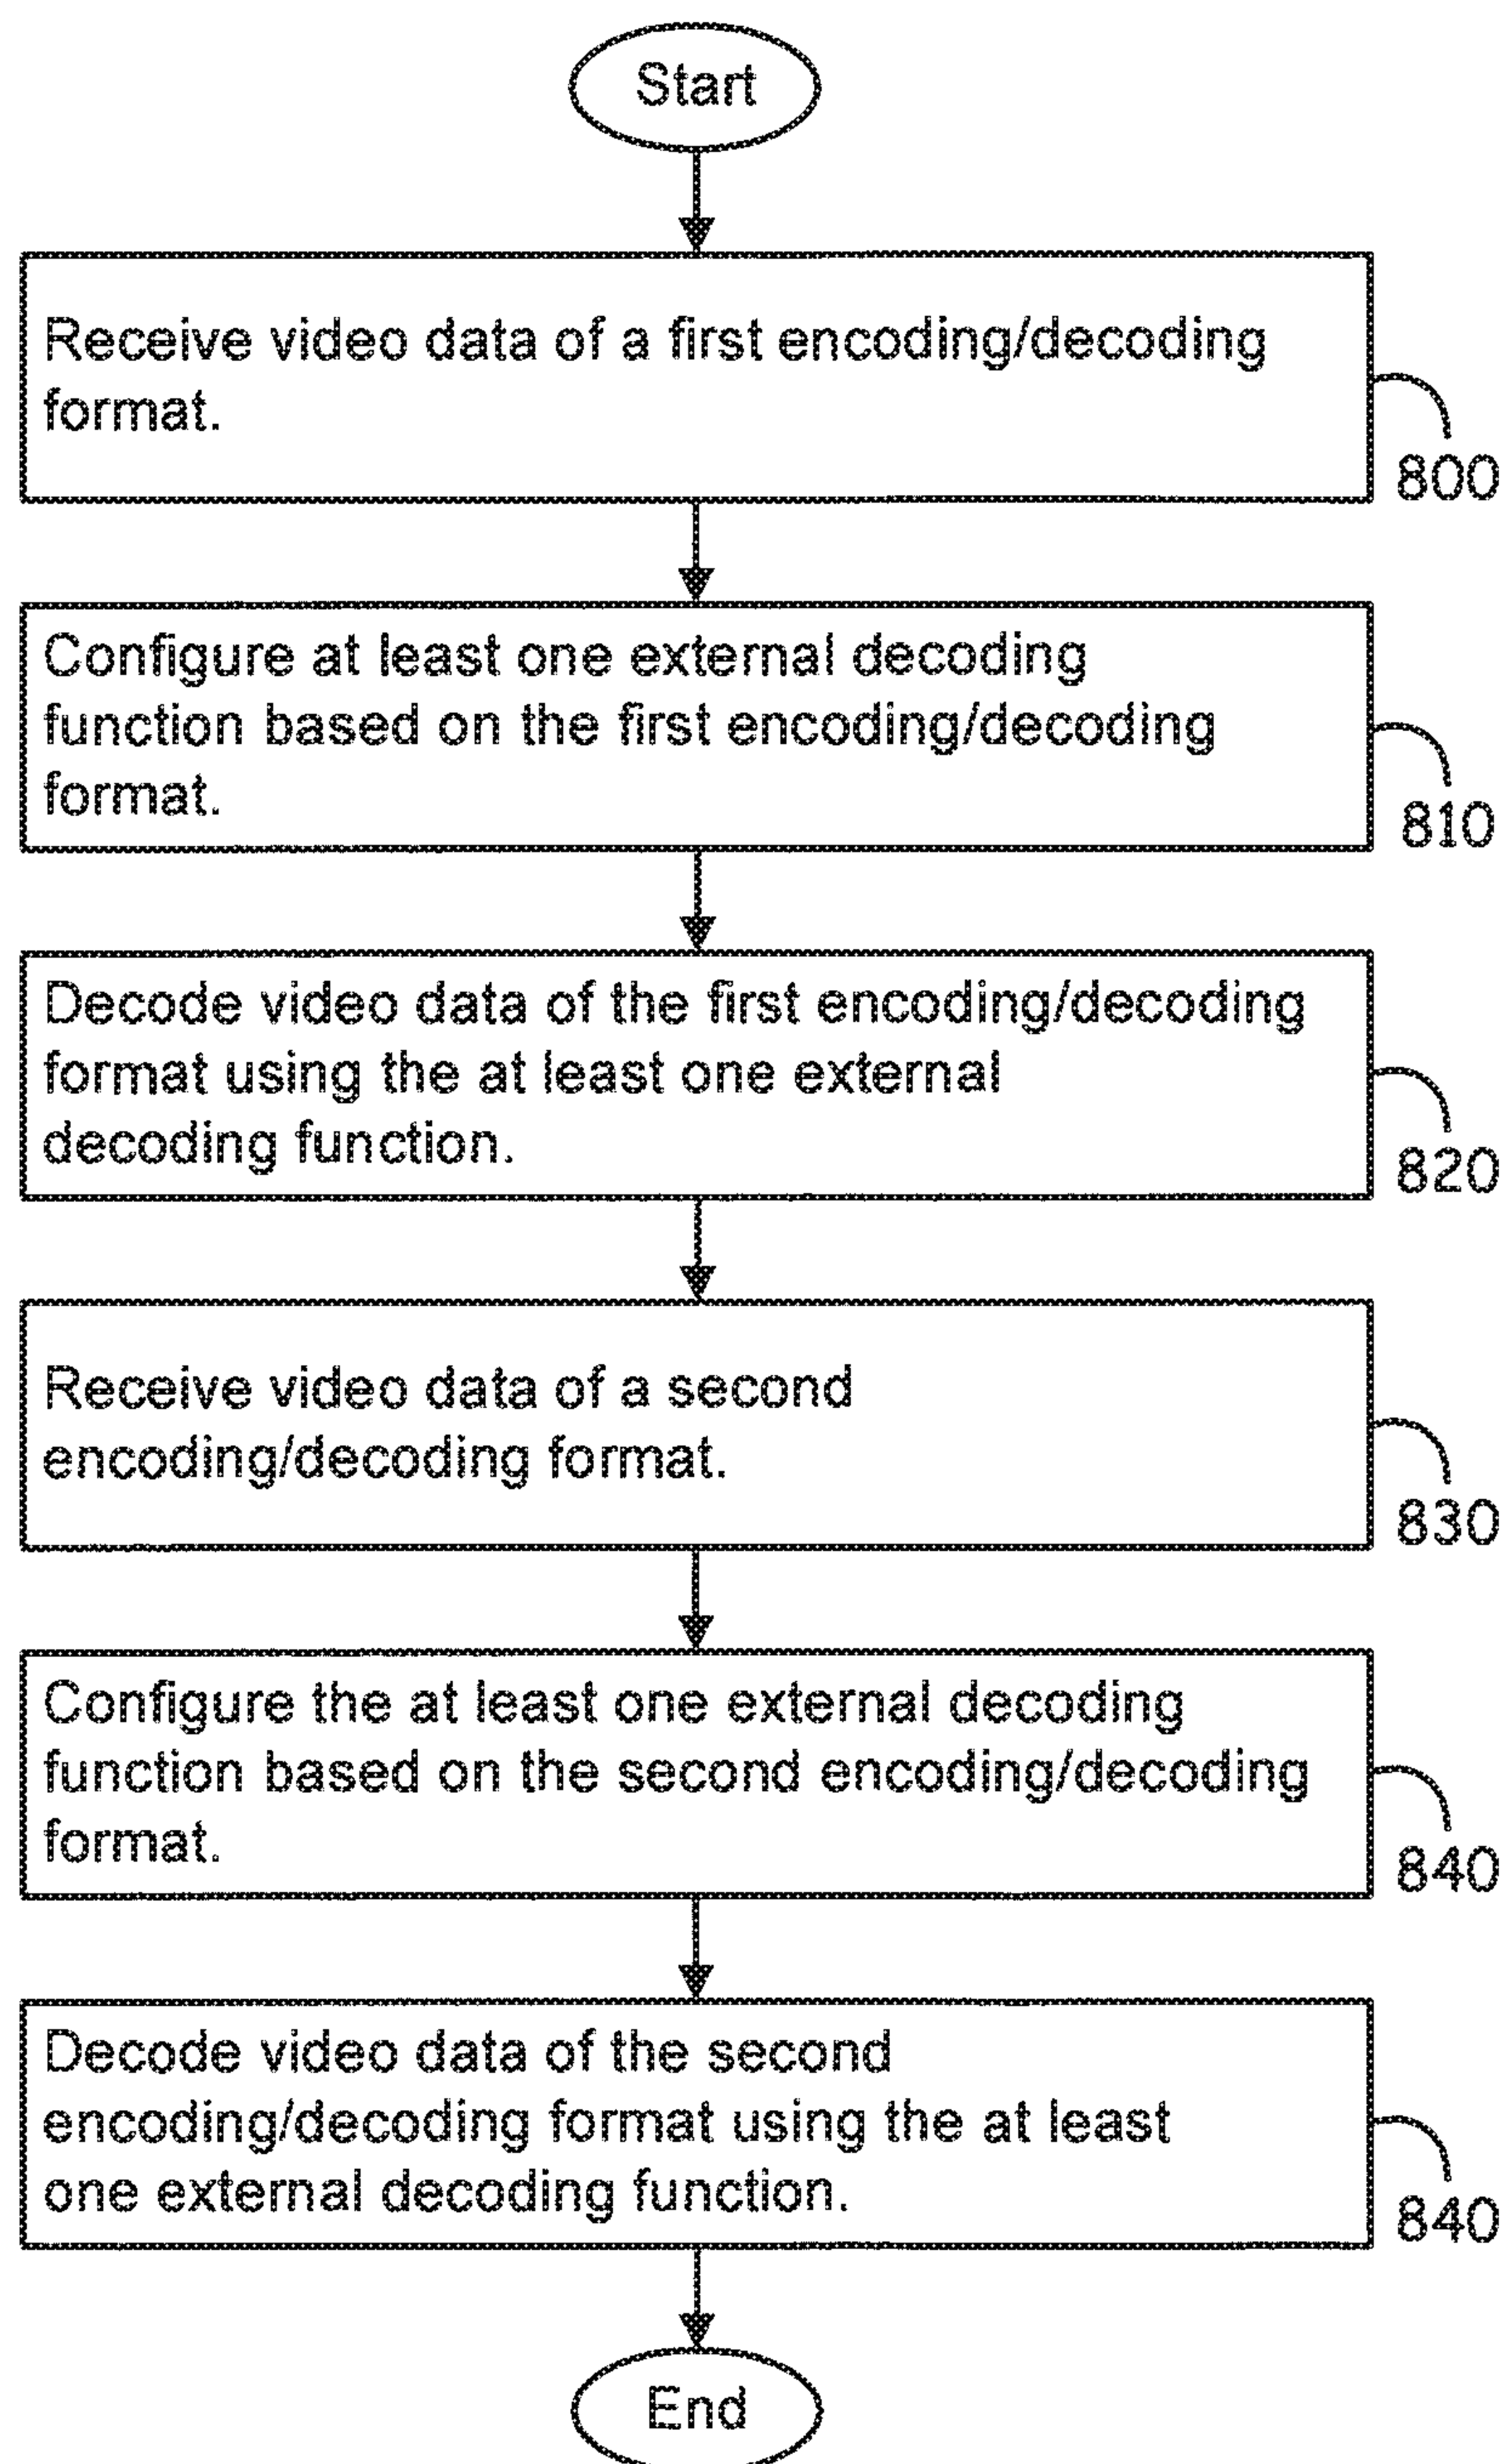 Start
Receive video data of a first encoding/decoding
format.
800
Configure at least one external decoding
function based on the first encoding/decoding
format.
810
Decode video data of the first encoding/decoding
format using the at least one external
decoding function.
820
Receive video data of a second
encoding/decoding format.
830
Configure the at least one external decoding
function based on the second encoding/decoding
format.
840
Decode video data of the second
encoding/decoding format using the at least
one external decoding function.
840
End